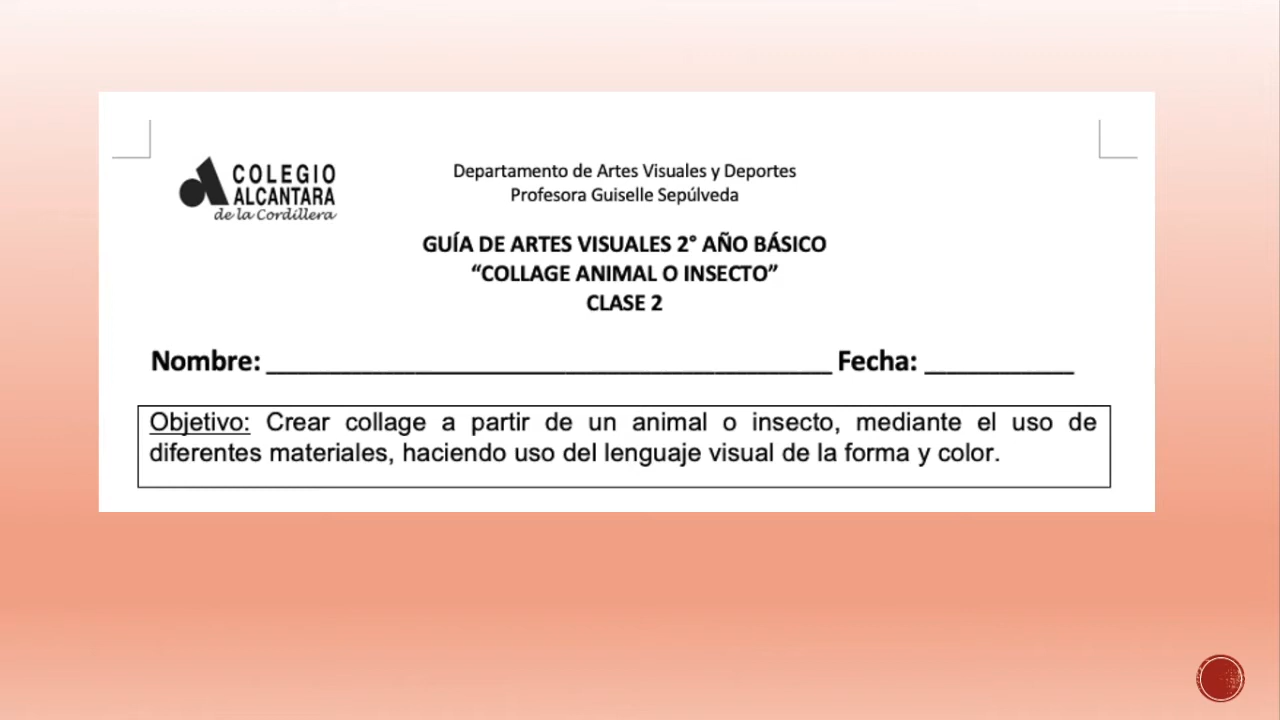 COLEGIO
ALCANTARA
de la Cordillera
Departamento de Artes Visuales y Deportes
Profesora Guiselle Sepúlveda
GUÍA DE ARTES VISUALES 2° AÑO BÁSICO
“COLLAGE ANIMAL O INSECTO”
CLASE 2
Nombre: ______________________________________ Fecha: __________
Objetivo: Crear collage a partir de un animal o insecto, mediante el uso de
diferentes materiales, haciendo uso del lenguaje visual de la forma y color.